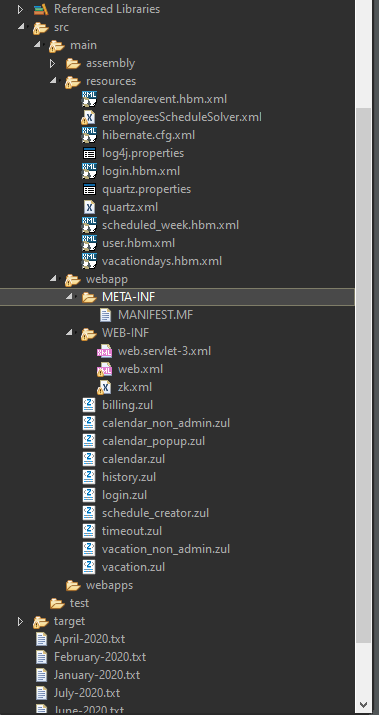 Referenced Libraries
src
main
assembly
resources
calendarevent.hbm.xml
employeesScheduleSolver.xml
hibernate.cfg.xml
log4j.properties
login.hbm.xml
quartz.properties
quartz.xml
scheduled_week.hbm.xml
user.hbm.xml
vacationdays.hbm.xml
webapp
META-INF
MANIFEST.MF
WEB-INF
web.servlet-3.xml
web.xml
zk.xml
billing.zul
calendar_non_admin.zul
calendar_popup.zul
calendar.zul
history.zul
login.zul
schedule_creator.zul
timeout.zul
vacation_non_admin.zul
vacation.zul
webapps
test
target
April-2020.txt
February-2020.txt
January-2020.txt
July-2020.txt
June-2020.txt